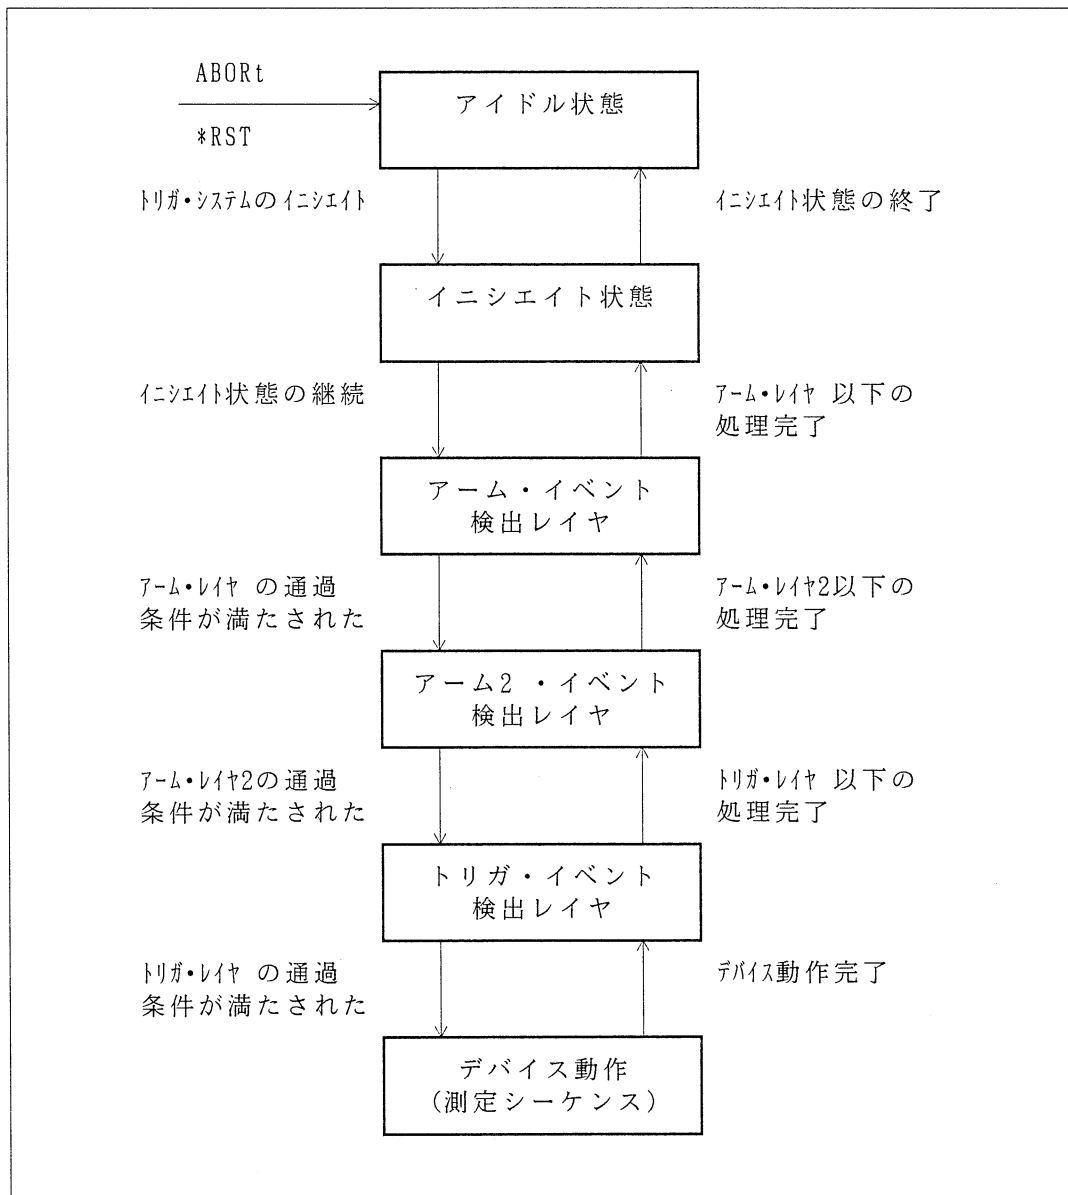 ABORt
アイドル状態
*RST
ﾄﾘｶﾞ・ｼｽﾃﾑのｲﾆｼｴｲﾄ
ｲﾆｼｴｲﾄ状態の終了
イニシエイト状態
ｲﾆｼｴｲﾄ状態の継続
ｱｰﾑ・ﾚｲﾔ 以下の
処理完了
アーム・イベント
検出レイヤ
ｱｰﾑ・ﾚｲﾔ の通過
条件が満たされた
ｱｰﾑ・ﾚｲﾔ2以下の
処理完了
アーム2 ・イベント
検出レイヤ
ｱｰﾑ・ﾚｲﾔ2の通過
条件が満たされた
ﾄﾘｶﾞ・ﾚｲﾔ 以下の
処理完了
トリガ・イベント
検出レイヤ
ﾄﾘｶﾞ・ﾚｲﾔ の通過
条件が満たされた
ﾃﾞﾊﾞｲｽ動作完了
デバイス動作
(測定シーケンス)